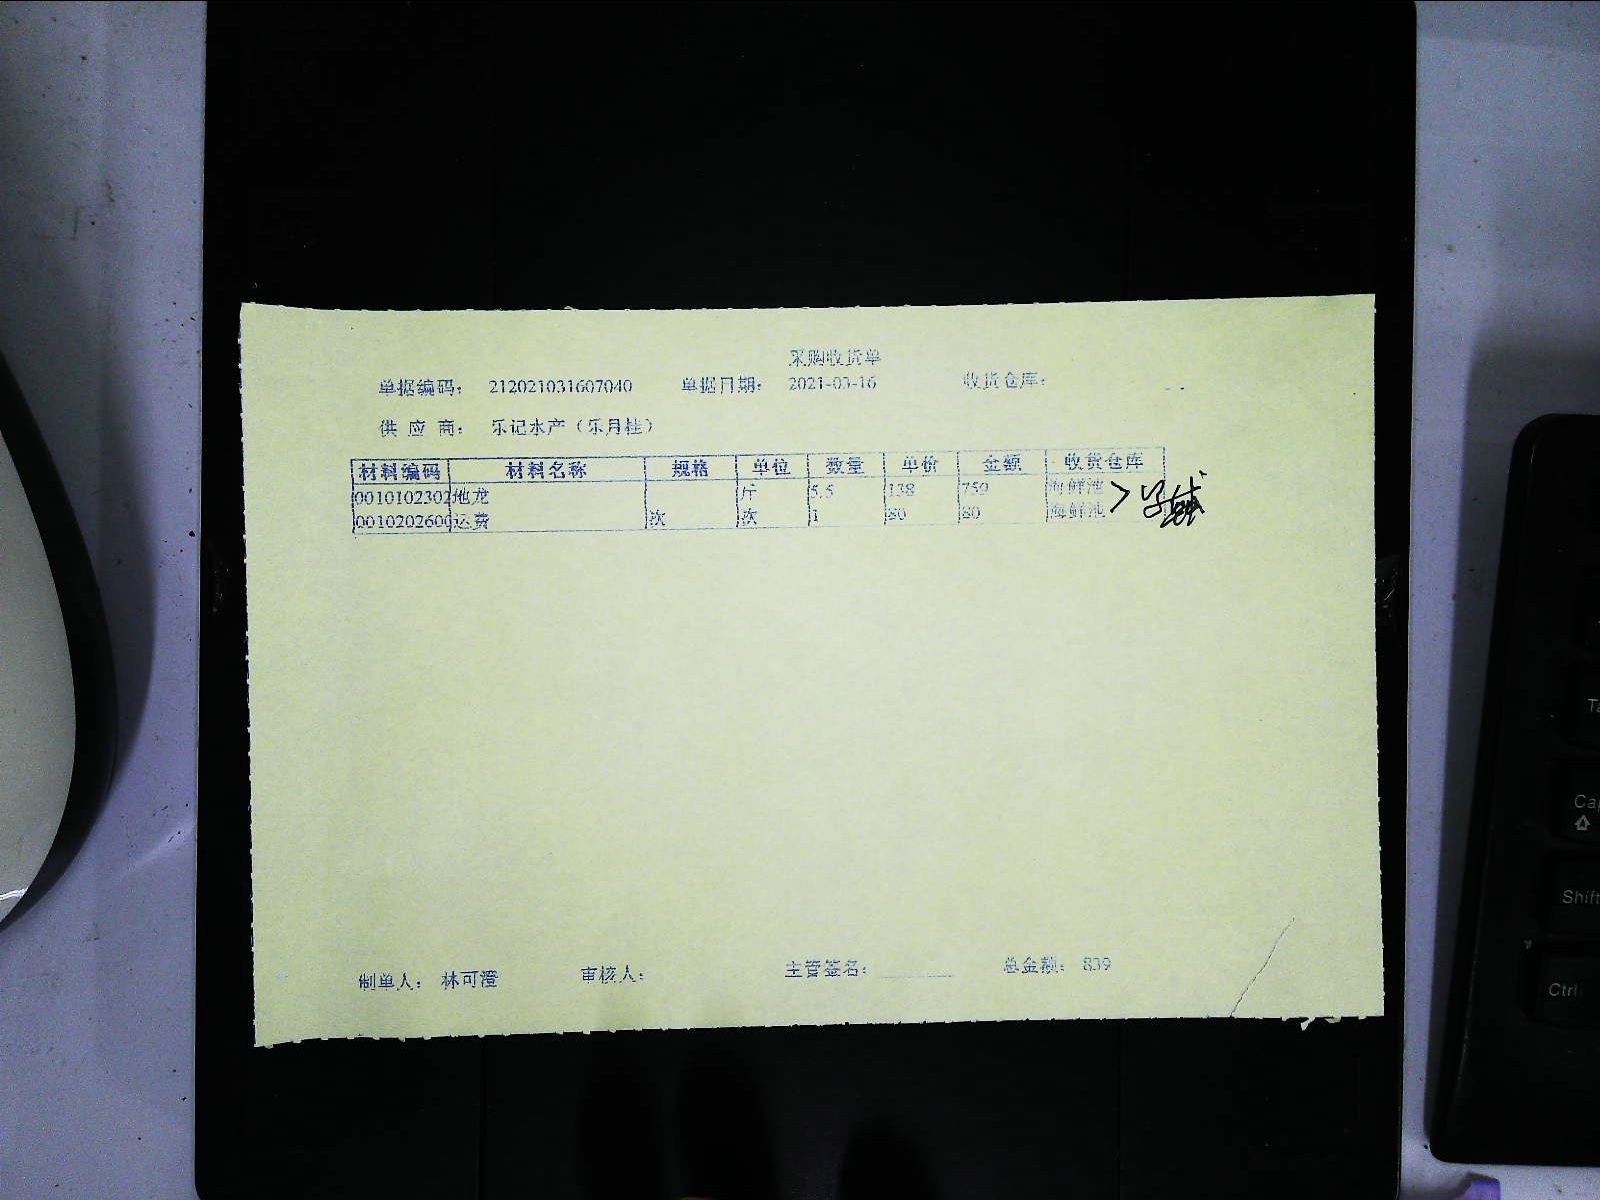 采购收货单
单据编码： 212021031607040 单据日期： 2021-03-16 收货仓库：
供应商： 乐记水产（乐月桂）
材料编码 材料名称 规格 单位 数量 单价 金额 收货仓库
0010102302 地龙 斤 5.5 138 759 海鲜池
0010202600 运费 次 次 1 80 80 海鲜池
制单人： 林可澄 审核人： 主管签名： 总金额： 839
Shift
Ctrl